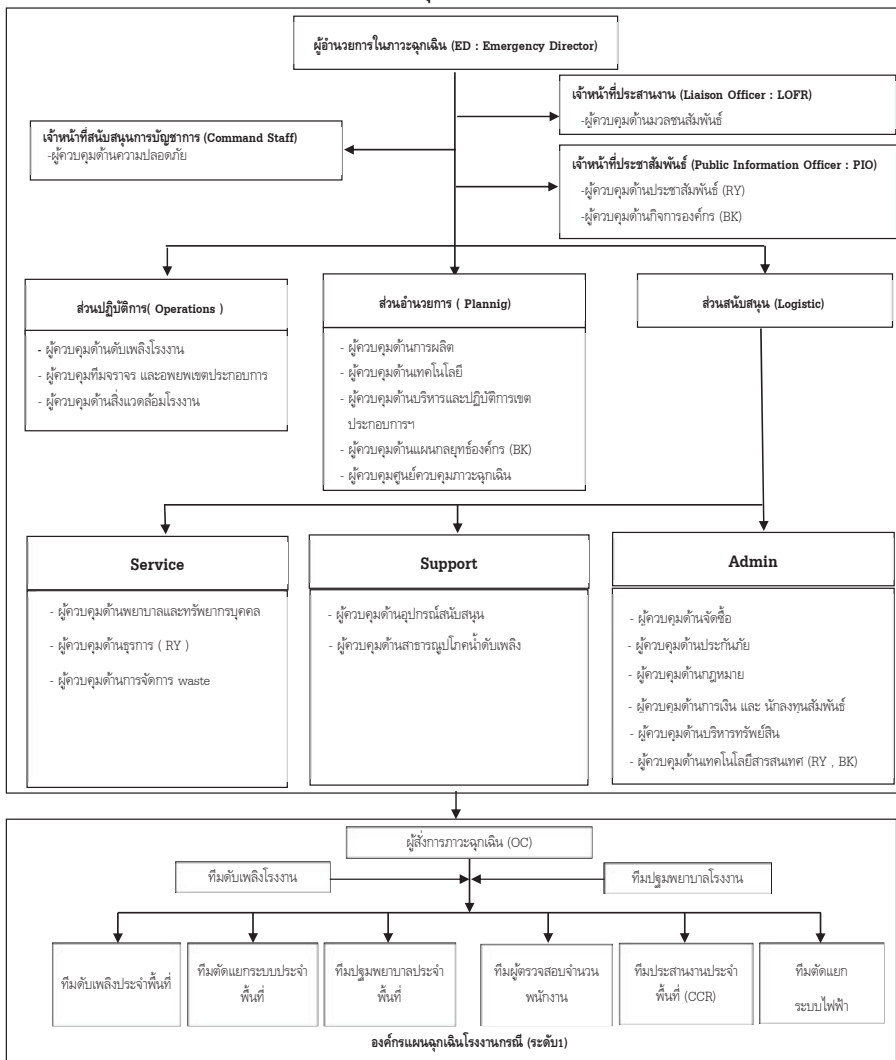 ผู้อำนวยการในภาวะฉุกเฉิน (ED : Emergency Director)
เจ้าหน้าที่ประสานงาน (Liaison Officer : LOFR)
-ผู้ควบคุมด้านมวลชนสัมพันธ์
เจ้าหน้าที่สนับสนุนการบัญชาการ (Command Staff)
-ผู้ควบคุมด้านความปลอดภัย
เจ้าหน้าที่ประชาสัมพันธ์ (Public Information Officer : PIO)
-ผู้ควบคุมด้านประชาสัมพันธ์ (RY)
-ผู้ควบคุมด้านกิจการองค์กร (BK)
ส่วนปฏิบัติการ( Operations )
- ผู้ควบคุมด้านดับเพลิงโรงงาน
- ผู้ควบคุมทีมจราจร และอพยพเขตประกอบการ
- ผู้ควบคุมด้านสิ่งแวดล้อมโรงงาน
ส่วนอำนวยการ ( Plannig)
- ผู้ควบคุมด้านการผลิต
- ผู้ควบคุมด้านเทคโนโลยี
- ผู้ควบคุมด้านบริหารและปฏิบัติการเขต
ประกอบการฯ
- ผู้ควบคุมด้านแผนกลยุทธ์องค์กร (BK)
- ผู้ควบคุมศูนย์ควบคุมภาวะฉุกเฉิน
ส่วนสนับสนุน (Logistic)
Service
- ผู้ควบคุมด้านพยาบาลและทรัพยากรบุคคล
- ผู้ควบคุมด้านธุรการ ( RY )
- ผู้ควบคุมด้านการจัดการ waste
Support
- ผู้ควบคุมด้านอุปกรณ์สนับสนุน
- ผู้ควบคุมด้านสาธารณูปโภคน้ำดับเพลิง
Admin
- ผู้ควบคุมด้านจัดซื้อ
- ผู้ควบคุมด้านประกันภัย
- ผู้ควบคุมด้านกฎหมาย
- ผู้ควบคุมด้านการเงิน และ นักลงทุนสัมพันธ์
- ผู้ควบคุมด้านบริหารทรัพย์สิน
- ผู้ควบคุมด้านเทคโนโลยีสารสนเทศ (RY , BK)
ผู้สั่งการภาวะฉุกเฉิน (OC)
ทีมดับเพลิงโรงงาน
ทีมปฐมพยาบาลโรงงาน
ทีมดับเพลิงประจำพื้นที่
ทีมตัดแยกระบบประจำ
พื้นที่
ทีมปฐมพยาบาลประจำ
พื้นที่
ทีมผู้ตรวจสอบจำนวน
พนักงาน
ทีมประสานงานประจำ
พื้นที่ (CCR)
ทีมตัดแยก
ระบบไฟฟ้า
องค์กรแผนฉุกเฉินโรงงานกรณี (ระดับ1)